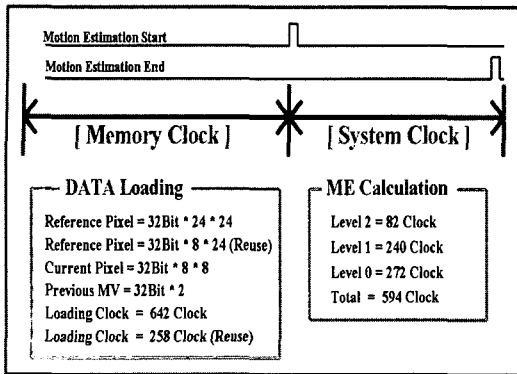 Motion Estimation Start
Motion Estimation End
[ Memory Clock ]
[ System Clock ]
DATA Loading
Reference Pixel = 32Bit * 24 * 24
Reference Pixel = 32Bit * 8 * 24 (Reuse)
Current Pixel = 32Bit * 8 * 8
Previous MV = 32Bit * 2
Loading Clock = 642 Clock
Loading Clock = 258 Clock (Reuse)
ME Calculation
Level 2 = 82 Clock
Level 1 = 240 Clock
Level 0 = 272 Clock
Total = 594 Clock